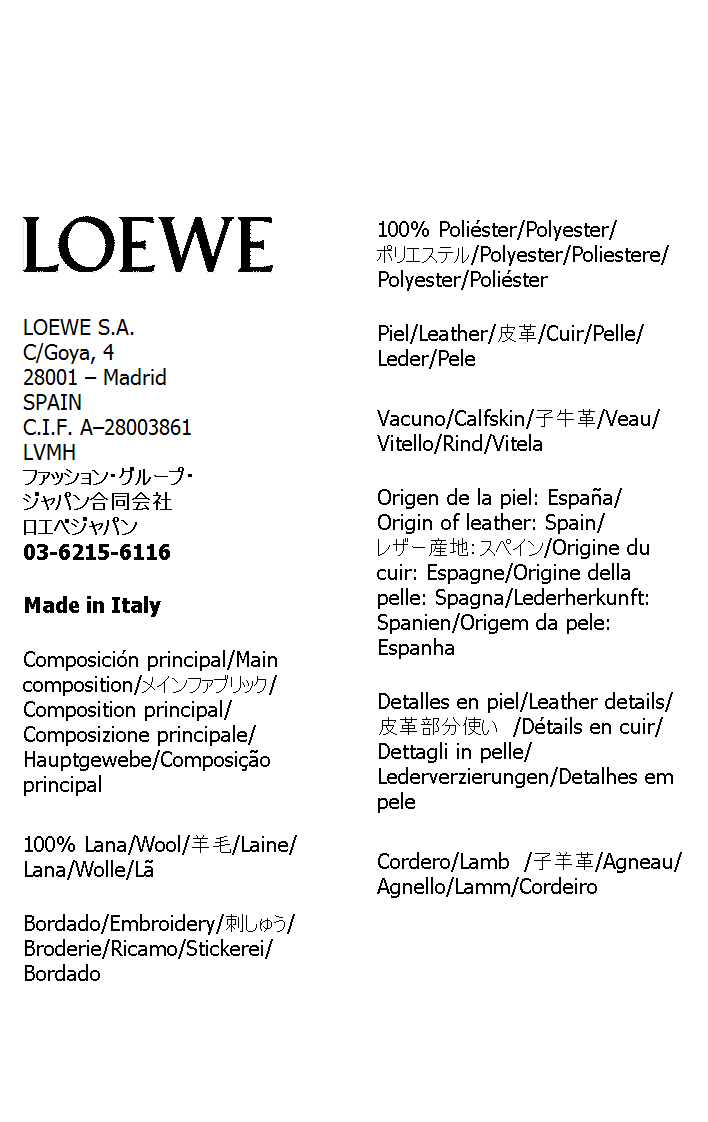 LOEWE
LOEWE S.A.
C/Goya, 4
28001 – Madrid
SPAIN
C.I.F. A–28003861
LVMH
ファッション・グループ・
ジャパン合同会社
ロエベジャパン
03-6215-6116
Made in Italy
Composición principal/Main
composition/メインファブリック/
Composition principal/
Composizione principale/
Hauptgewebe/Composição
principal
100% Lana/Wool/羊毛/Laine/
Lana/Wolle/Lã
Bordado/Embroidery/刺しゅう/
Broderie/Ricamo/Stickerei/
Bordado
100% Poliéster/Polyester/
ポリエステル/Polyester/Poliestere/
Polyester/Poliéster
Piel/Leather/皮革/Cuir/Pelle/
Leder/Pele
Vacuno/Calfskin/子牛革/Veau/
Vitello/Rind/Vitela
Origen de la piel: España/
Origin of leather: Spain/
レザー産地：スペイン/Origine du
cuir: Espagne/Origine della
pelle: Spagna/Lederherkunft:
Spanien/Origem da pele:
Espanha
Detalles en piel/Leather details/
皮革部分使い /Détails en cuir/
Dettagli in pelle/
Lederverzierungen/Detalhes em
pele
Cordero/Lamb /子羊革/Agneau/
Agnello/Lamm/Cordeiro